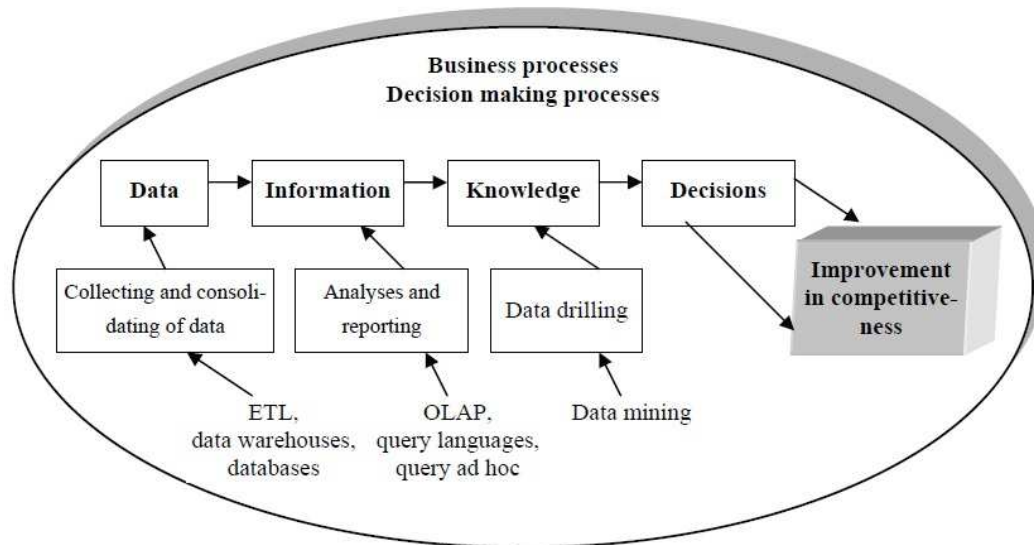 Business processes
Decision making processes
Data
Information
Knowledge
Decisions
Improvement
in competitive-
ness
Collecting and consoli-
dating of data
Analyses and
reporting
Data drilling
ETL,
data warehouses,
databases
OLAP,
query languages,
query ad hoc
Data mining